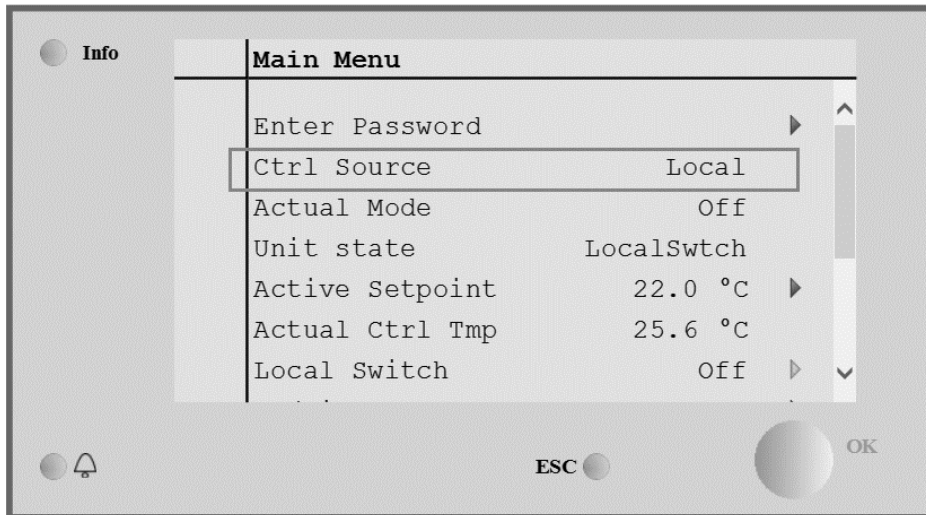 Info
Main Menu
Enter Password
Ctrl Source Local
Actual Mode Off
Unit state LocalSwtch
Active Setpoint 22.0 °C
Actual Ctrl Tmp 25.6 °C
Local Switch Off
ESC
OK